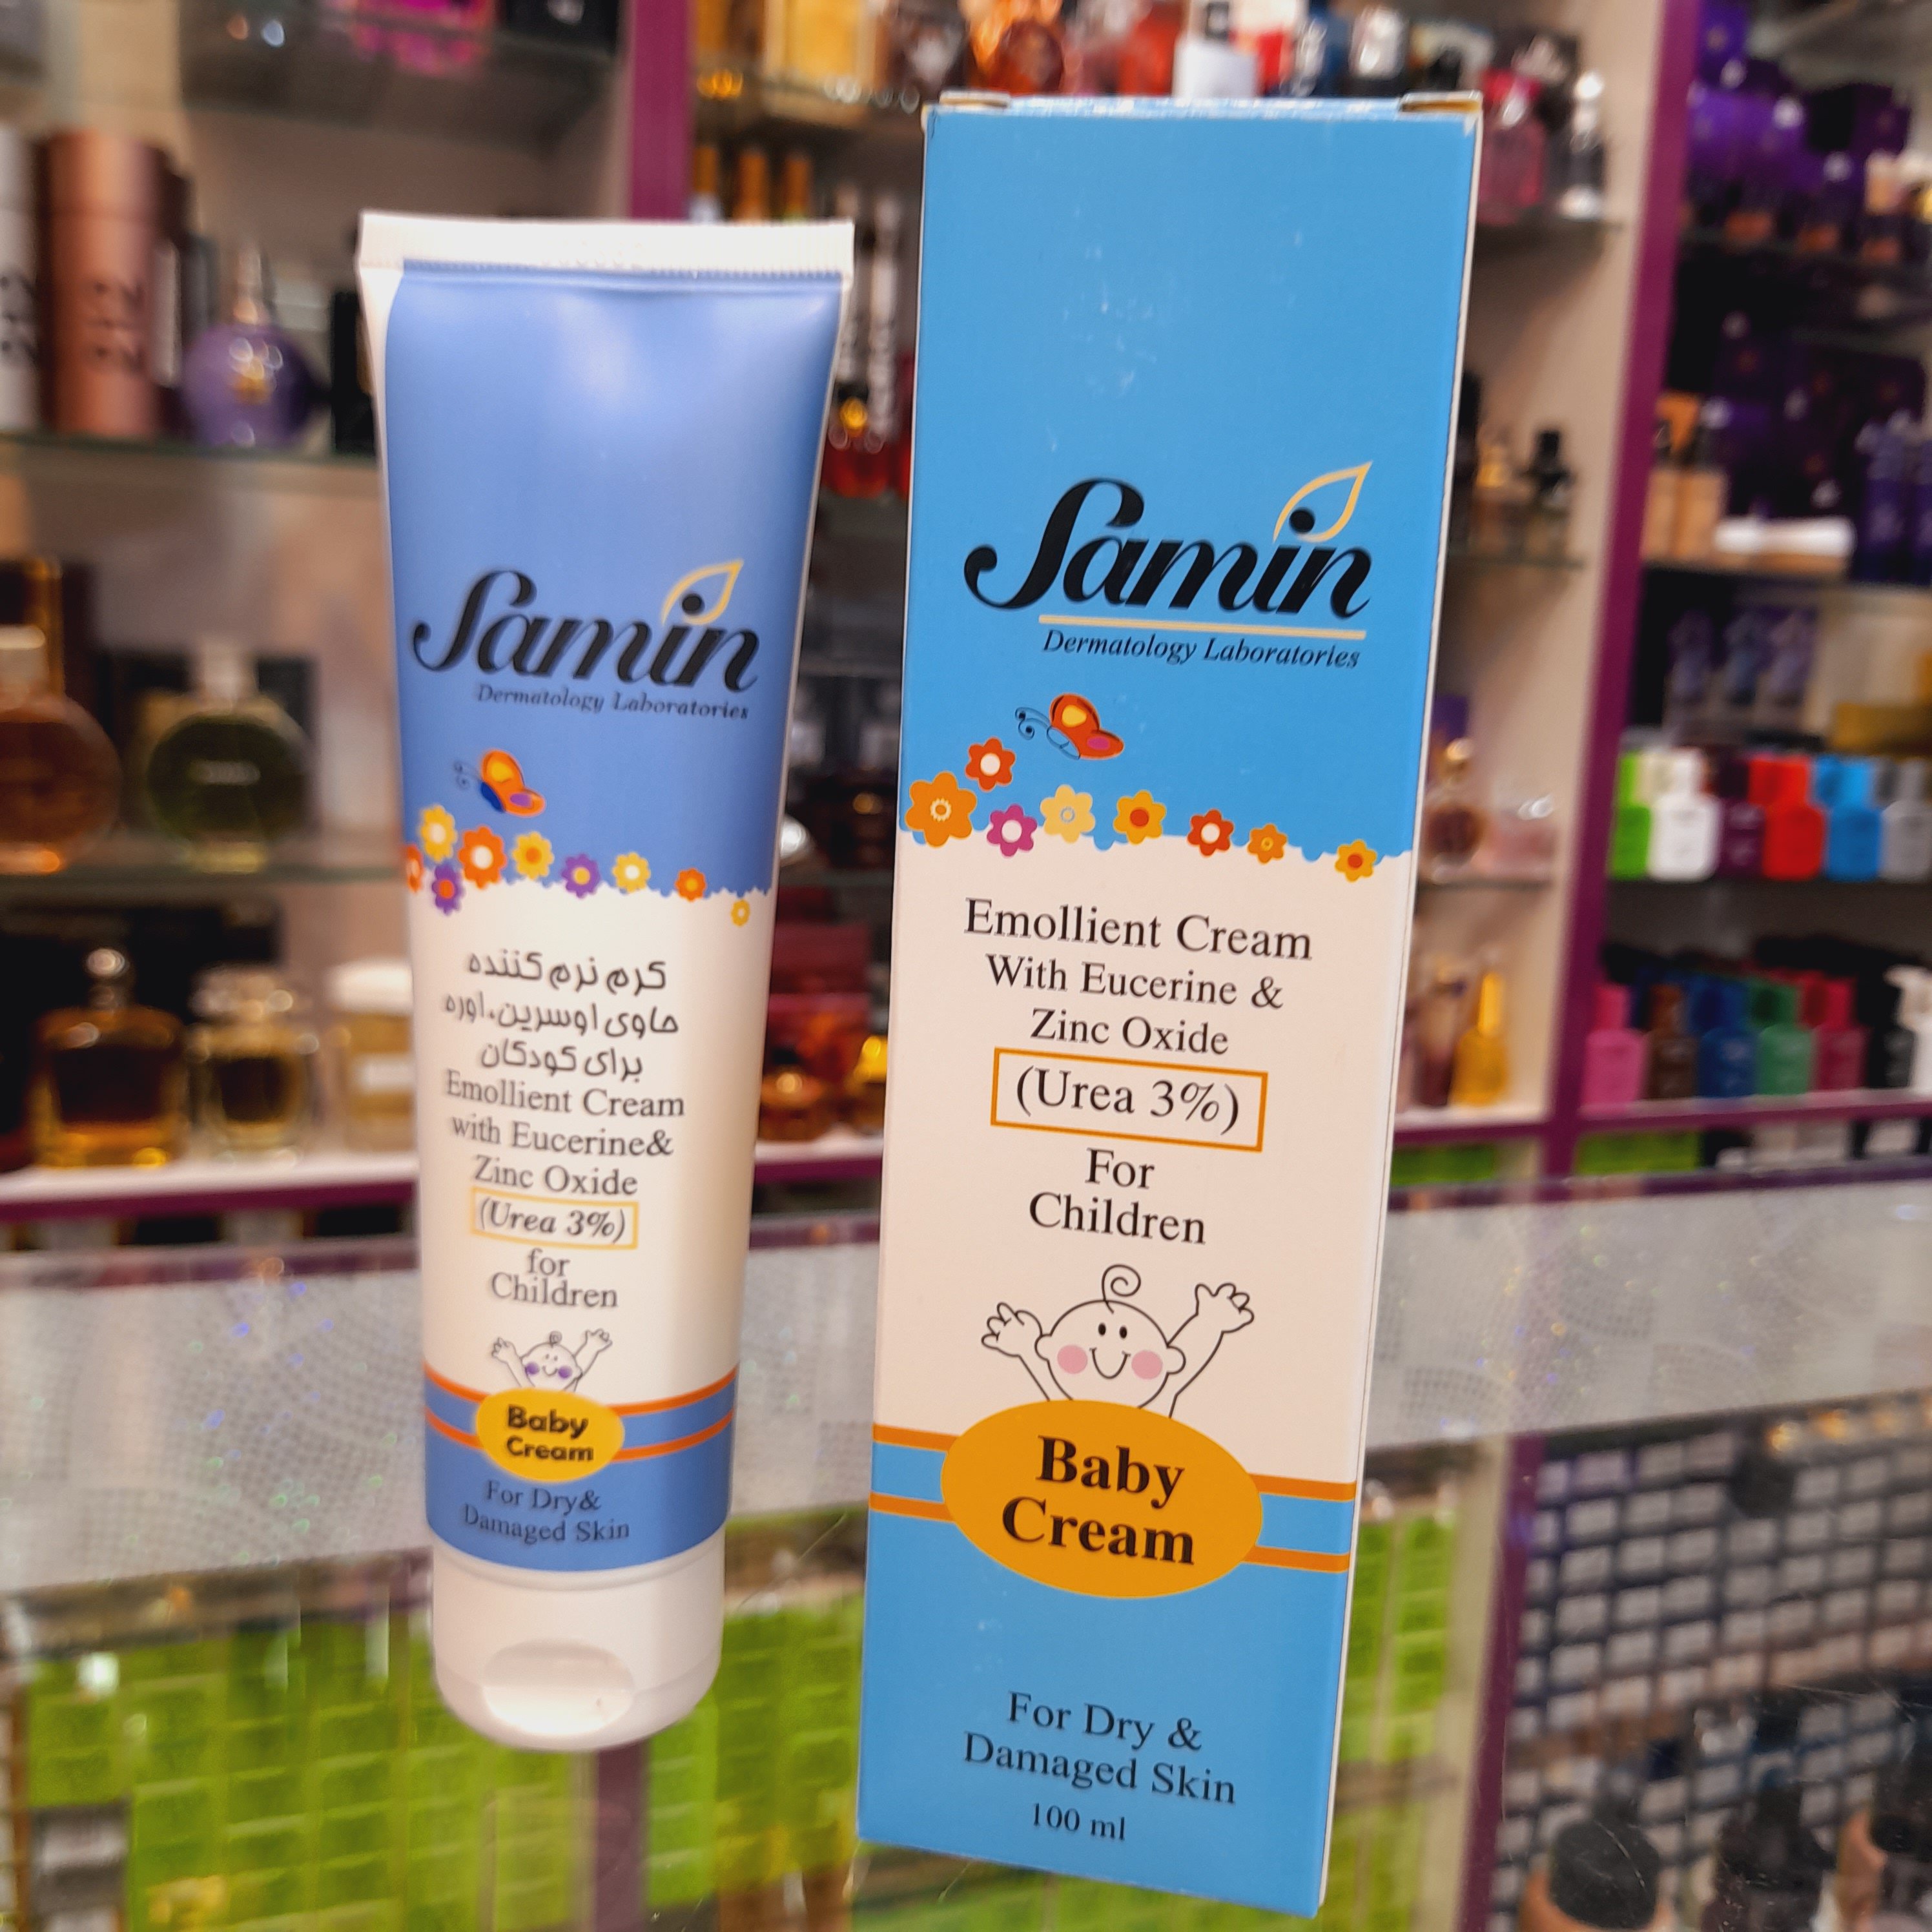 Samin
Dermatology Laboratories
کرم نرم کننده
حاوی اوسرین،اوره
برای کودکان
Emollient Cream
with Eucerine&
Zinc Oxide
(Urea 3%)
for
Children
Baby
Cream
For Dry&
Damaged Skin
Samin
Dermatology Laboratories
Emollient Cream
With Eucerine &
Zinc Oxide
(Urea 3%)
For
Children
Baby
Cream
For Dry &
Damaged Skin
100 ml